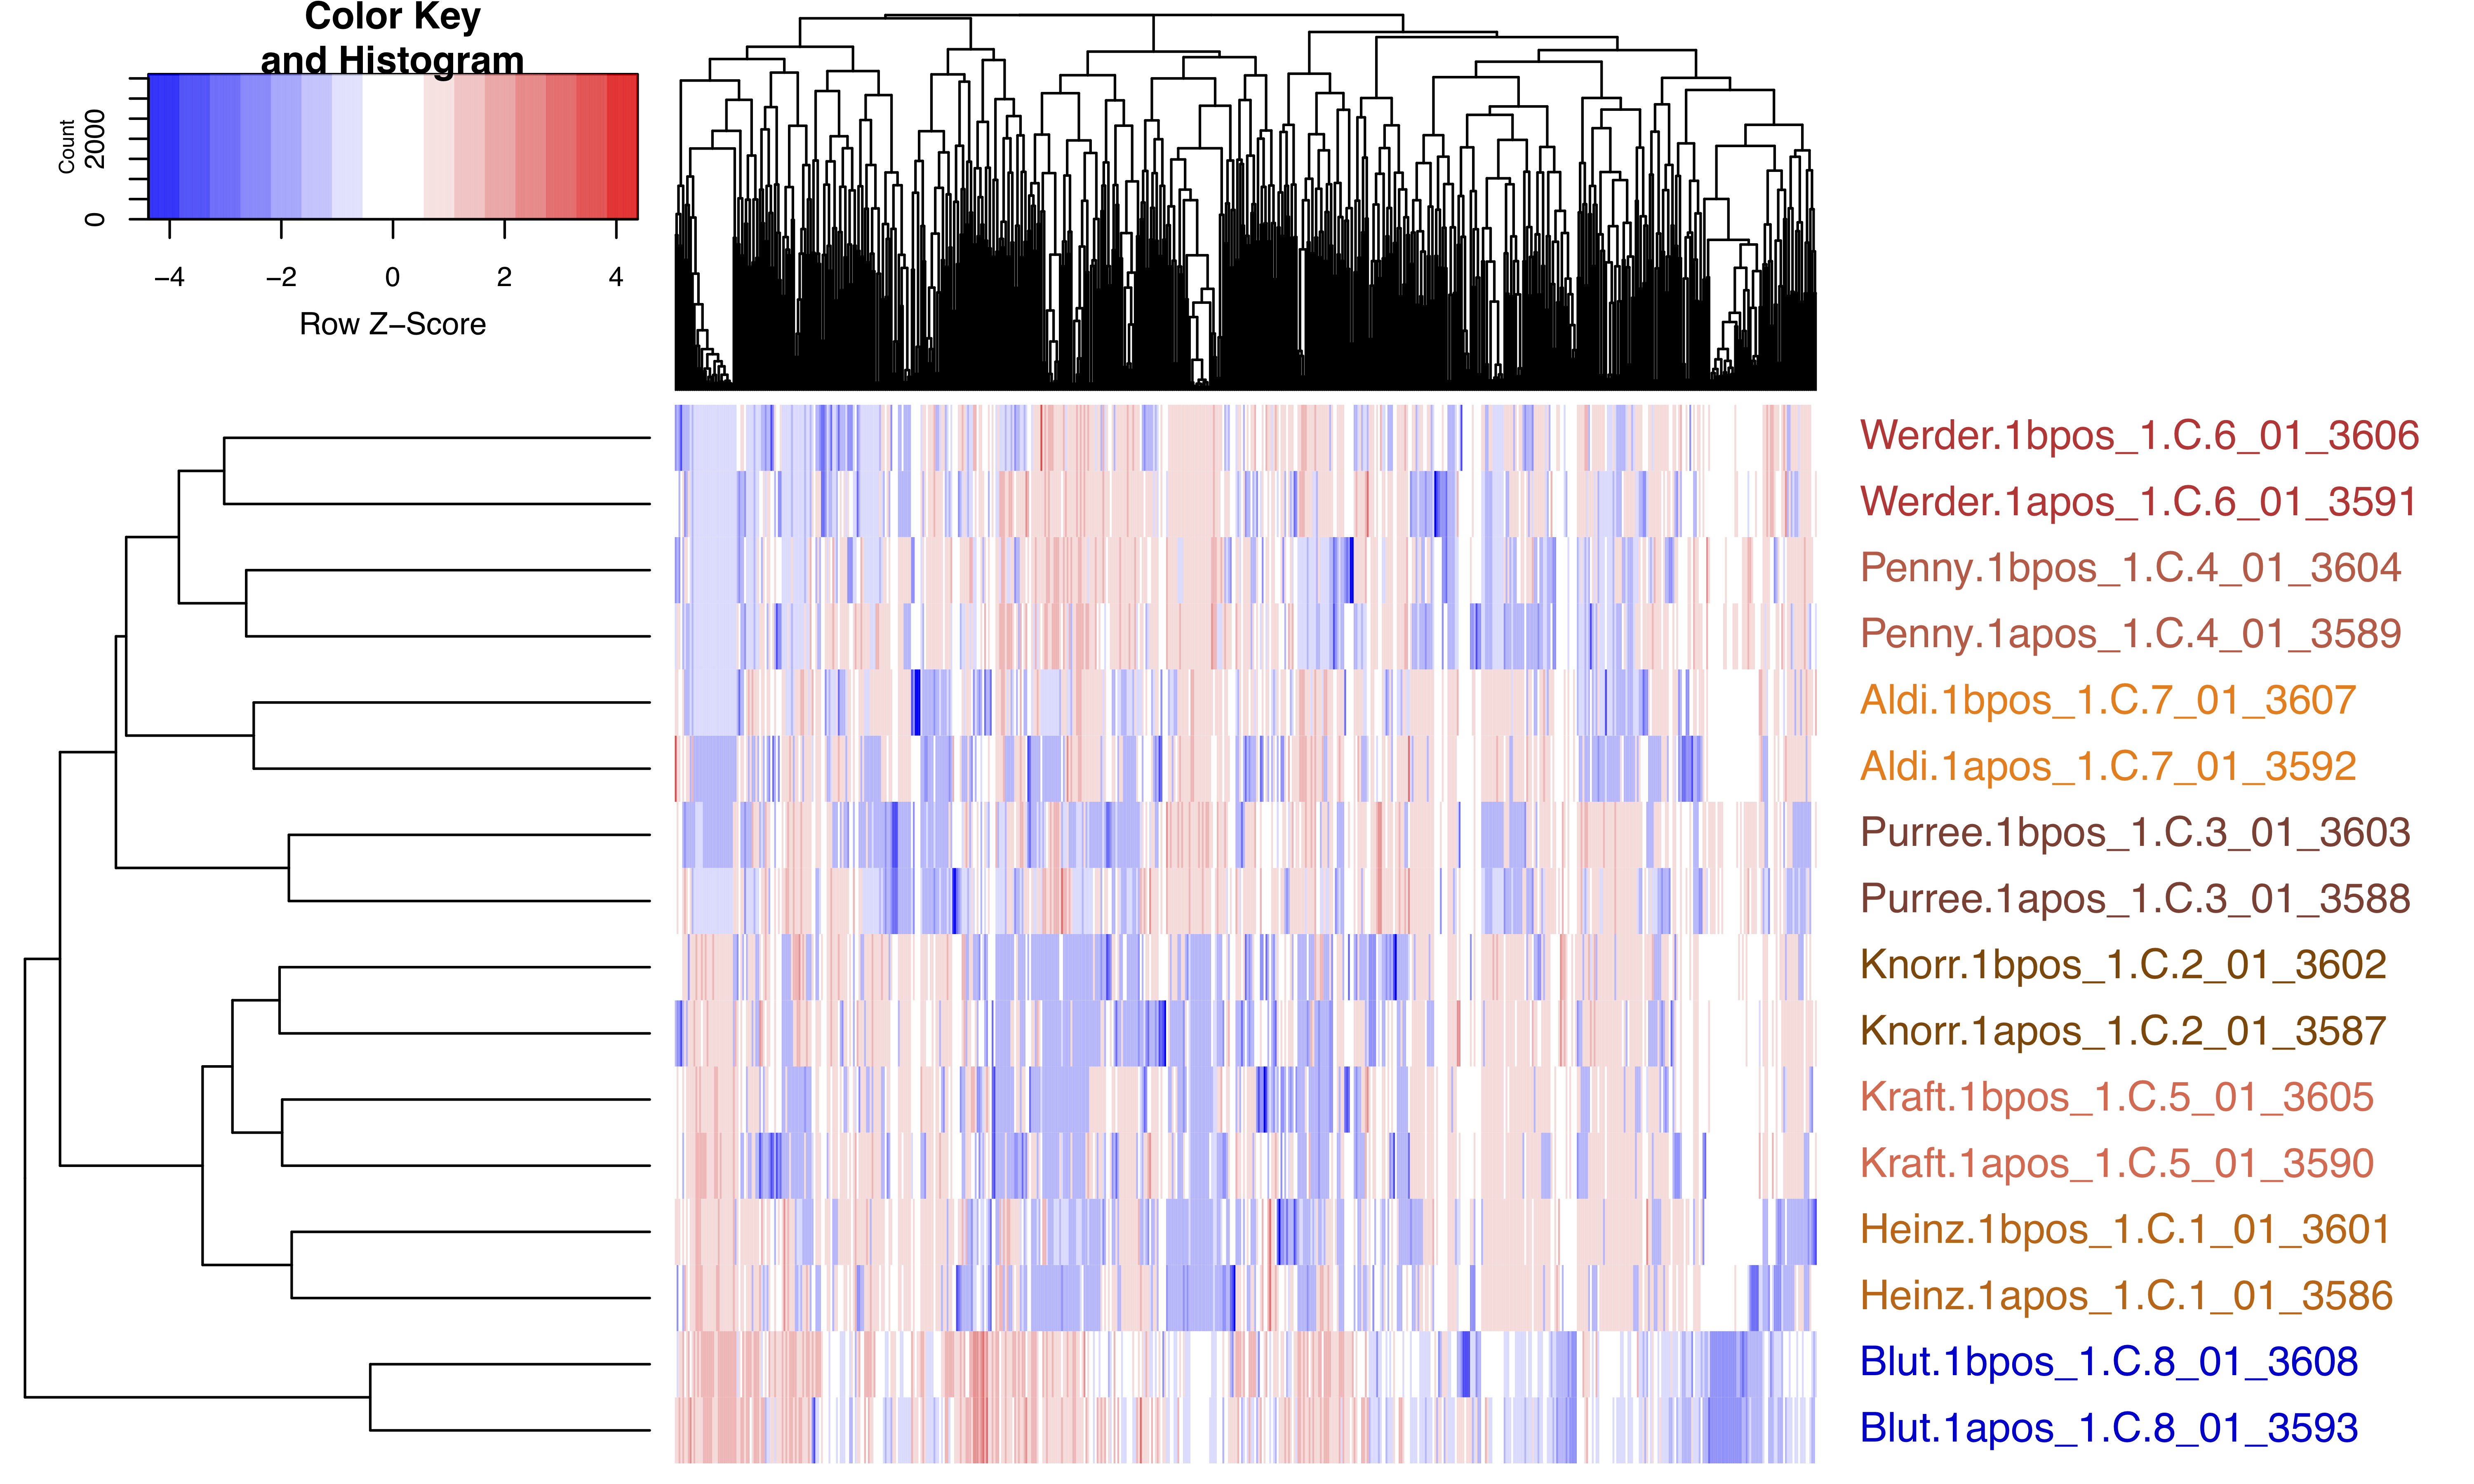 Color Key
and Histogram
Count
0 2000
−4 −2 0 2 4
Row Z−Score
Werder.1bpos_1.C.6_01_3606
Werder.1apos_1.C.6_01_3591
Penny.1bpos_1.C.4_01_3604
Penny.1apos_1.C.4_01_3589
Aldi.1bpos_1.C.7_01_3607
Aldi.1apos_1.C.7_01_3592
Purree.1bpos_1.C.3_01_3603
Purree.1apos_1.C.3_01_3588
Knorr.1bpos_1.C.2_01_3602
Knorr.1apos_1.C.2_01_3587
Kraft.1bpos_1.C.5_01_3605
Kraft.1apos_1.C.5_01_3590
Heinz.1bpos_1.C.1_01_3601
Heinz.1apos_1.C.1_01_3586
Blut.1bpos_1.C.8_01_3608
Blut.1apos_1.C.8_01_3593